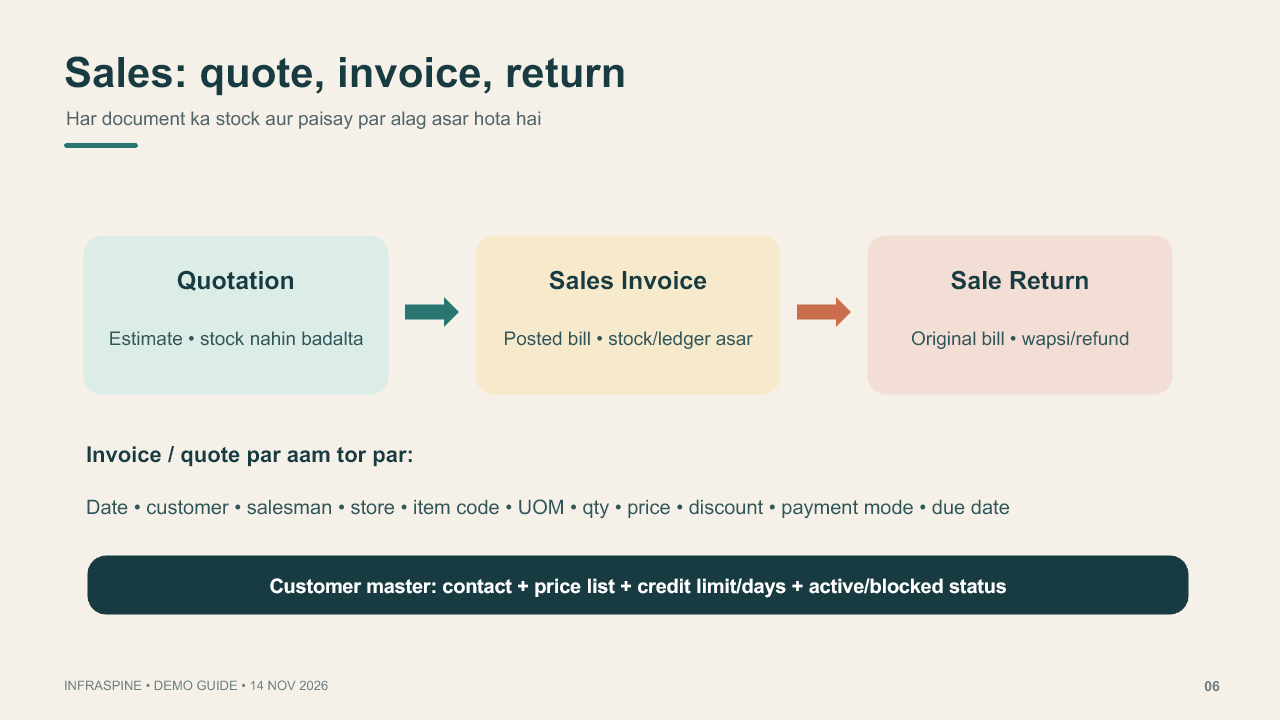 Sales: quote, invoice, return
Har document ka stock aur paisay par alag asar hota hai
Quotation
Estimate • stock nahin badalta
Sales Invoice
Posted bill • stock/ledger asar
Sale Return
Original bill • wapsi/refund
Invoice / quote par aam tor par:
Date • customer • salesman • store • item code • UOM • qty • price • discount • payment mode • due date
Customer master: contact + price list + credit limit/days + active/blocked status
INFRASPINE • DEMO GUIDE • 14 NOV 2026
06